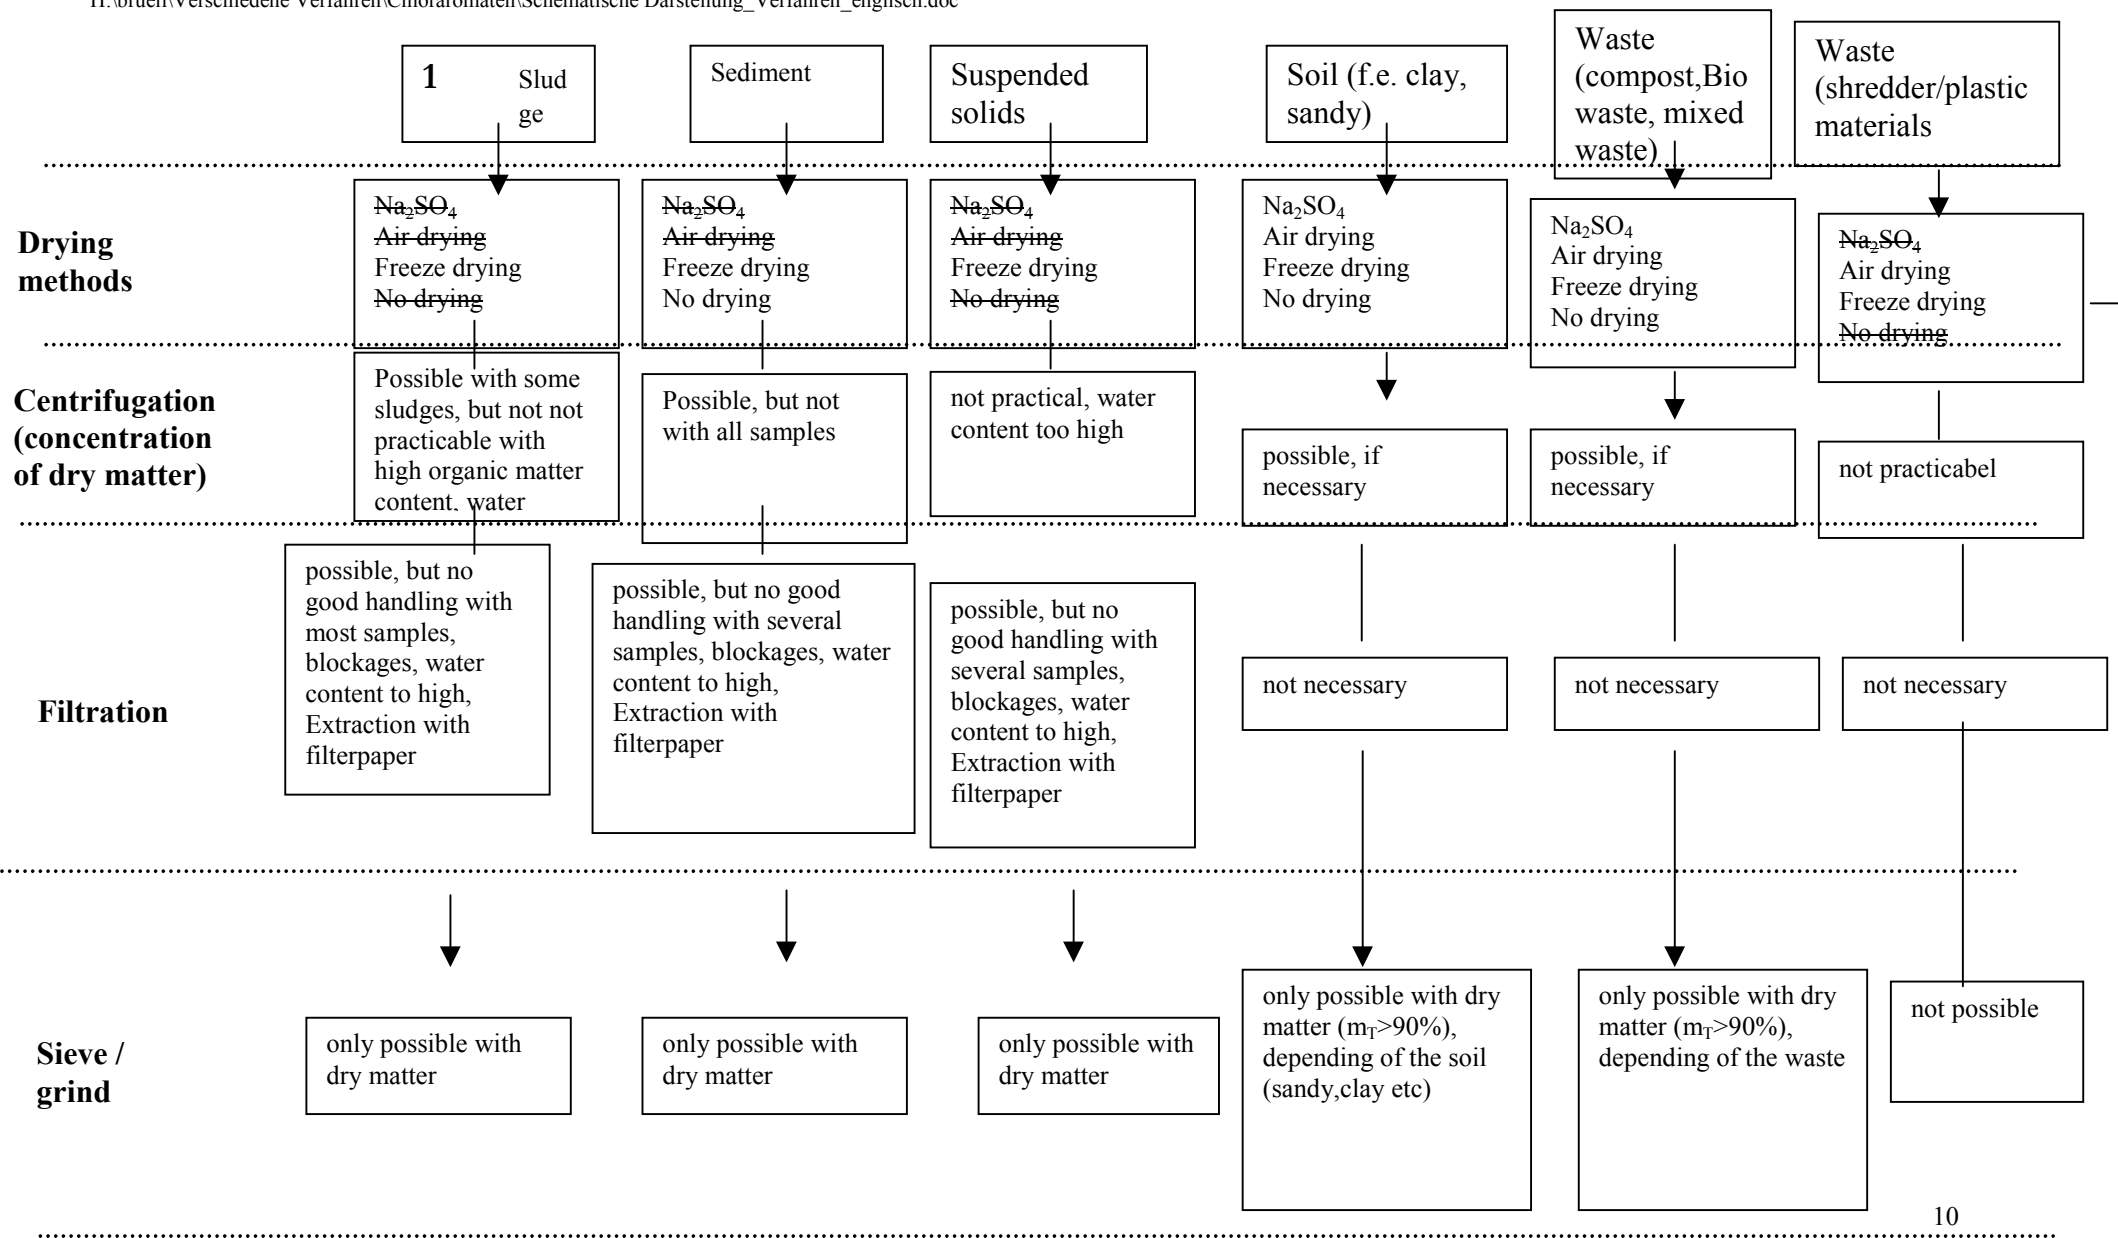 H:\bruen\Verschiedene Verfahren\Chloraromaten\Schematische Darstellung_Verfahren_englisch.doc
1 Slud
ge
Sediment
Suspended
solids
Soil (f.e. clay,
sandy)
Waste
(compost,Bio
waste, mixed
waste)
Waste
(shredder/plastic
materials
Drying
methods
Na₂SO₄
Air drying
Freeze drying
No drying
Na₂SO₄
Air drying
Freeze drying
No drying
Na₂SO₄
Air drying
Freeze drying
No drying
Na₂SO₄
Air drying
Freeze drying
No drying
Na₂SO₄
Air drying
Freeze drying
No drying
Na₂SO₄
Air drying
Freeze drying
No drying
Centrifugation
(concentration
of dry matter)
Possible with some
sludges, but not not
practicable with
high organic matter
content, water
Possible, but not
with all samples
not practical, water
content too high
possible, if
necessary
possible, if
necessary
not practicabel
Filtration
possible, but no
good handling with
most samples,
blockages, water
content to high,
Extraction with
filterpaper
possible, but no good
handling with several
samples, blockages, water
content to high,
Extraction with
filterpaper
possible, but no
good handling with
several samples,
blockages, water
content to high,
Extraction with
filterpaper
not necessary
not necessary
not necessary
Sieve /
grind
only possible with
dry matter
only possible with
dry matter
only possible with
dry matter
only possible with dry
matter (mT>90%),
depending of the soil
(sandy,clay etc)
only possible with dry
matter (mT>90%),
depending of the waste
not possible
10